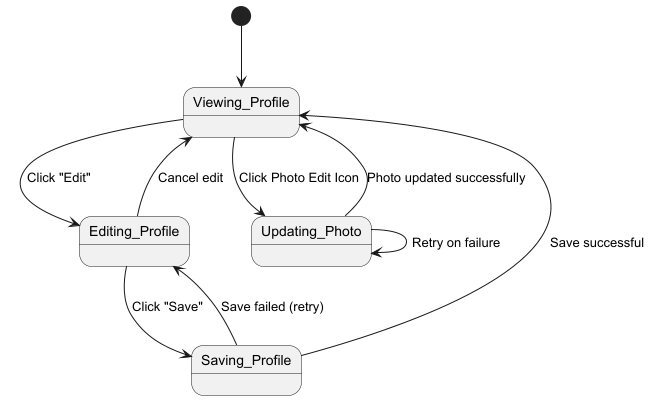 Viewing_Profile
Click "Edit"
Cancel edit
Click Photo Edit Icon
Photo updated successfully
Editing_Profile
Updating_Photo
Retry on failure
Save successful
Click "Save"
Save failed (retry)
Saving_Profile